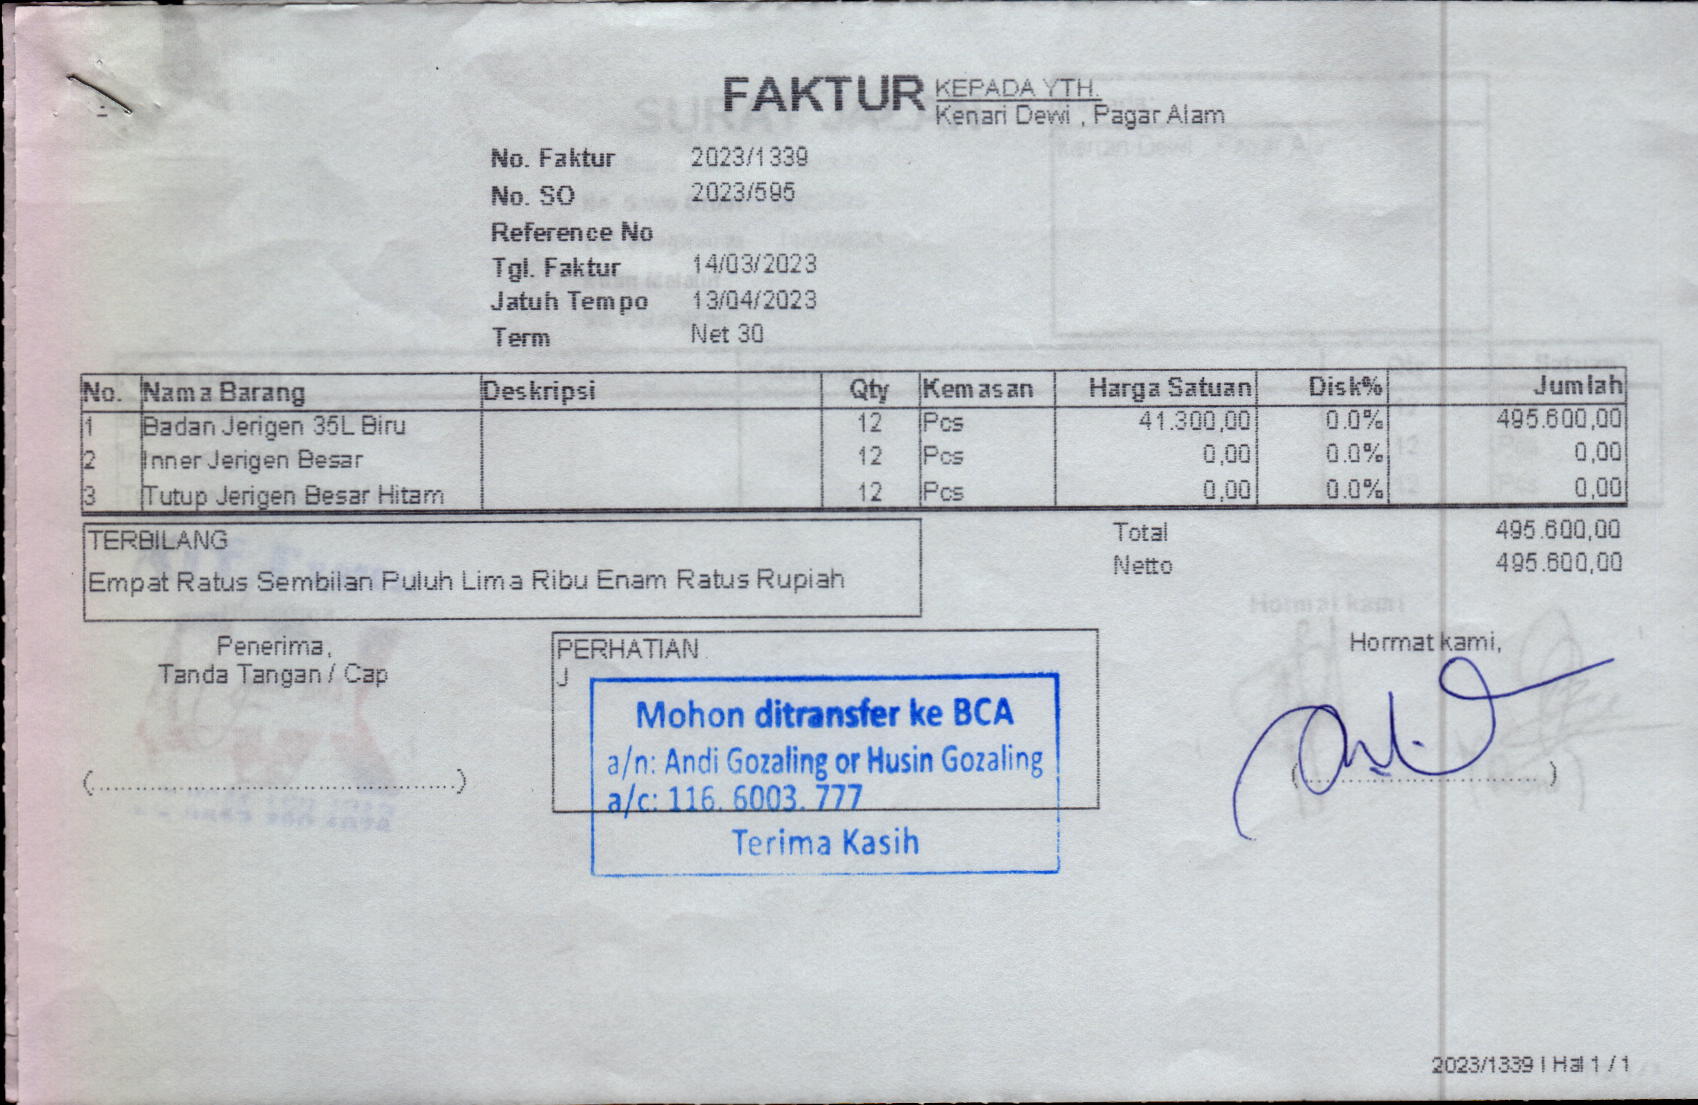 FAKTUR
KEPADA YTH.
Kenari Dewi , Pagar Alam
No. Faktur 2023/1339
No. SO 2023/595
Reference No
Tgl. Faktur 14/03/2023
Jatuh Tempo 13/04/2023
Term Net 30
No. Nama Barang Deskripsi Qty Kemasan Harga Satuan Disk% Jumlah
1 Badan Jerigen 35L Biru 12 Pcs 41.300,00 0.0% 495.600,00
2 Inner Jerigen Besar 12 Pcs 0,00 0.0% 0,00
3 Tutup Jerigen Besar Hitam 12 Pcs 0,00 0.0% 0,00
TERBILANG
Empat Ratus Sembilan Puluh Lima Ribu Enam Ratus Rupiah
Total 495.600,00
Netto 495.600,00
Penerima,
Tanda Tangan / Cap
PERHATIAN
J
Mohon ditransfer ke BCA
a/n: Andi Gozaling or Husin Gozaling
a/c: 116. 6003. 777
Terima Kasih
Hormat kami,
(..........................................)
(..............................)
2023/1339 | Hal 1 / 1